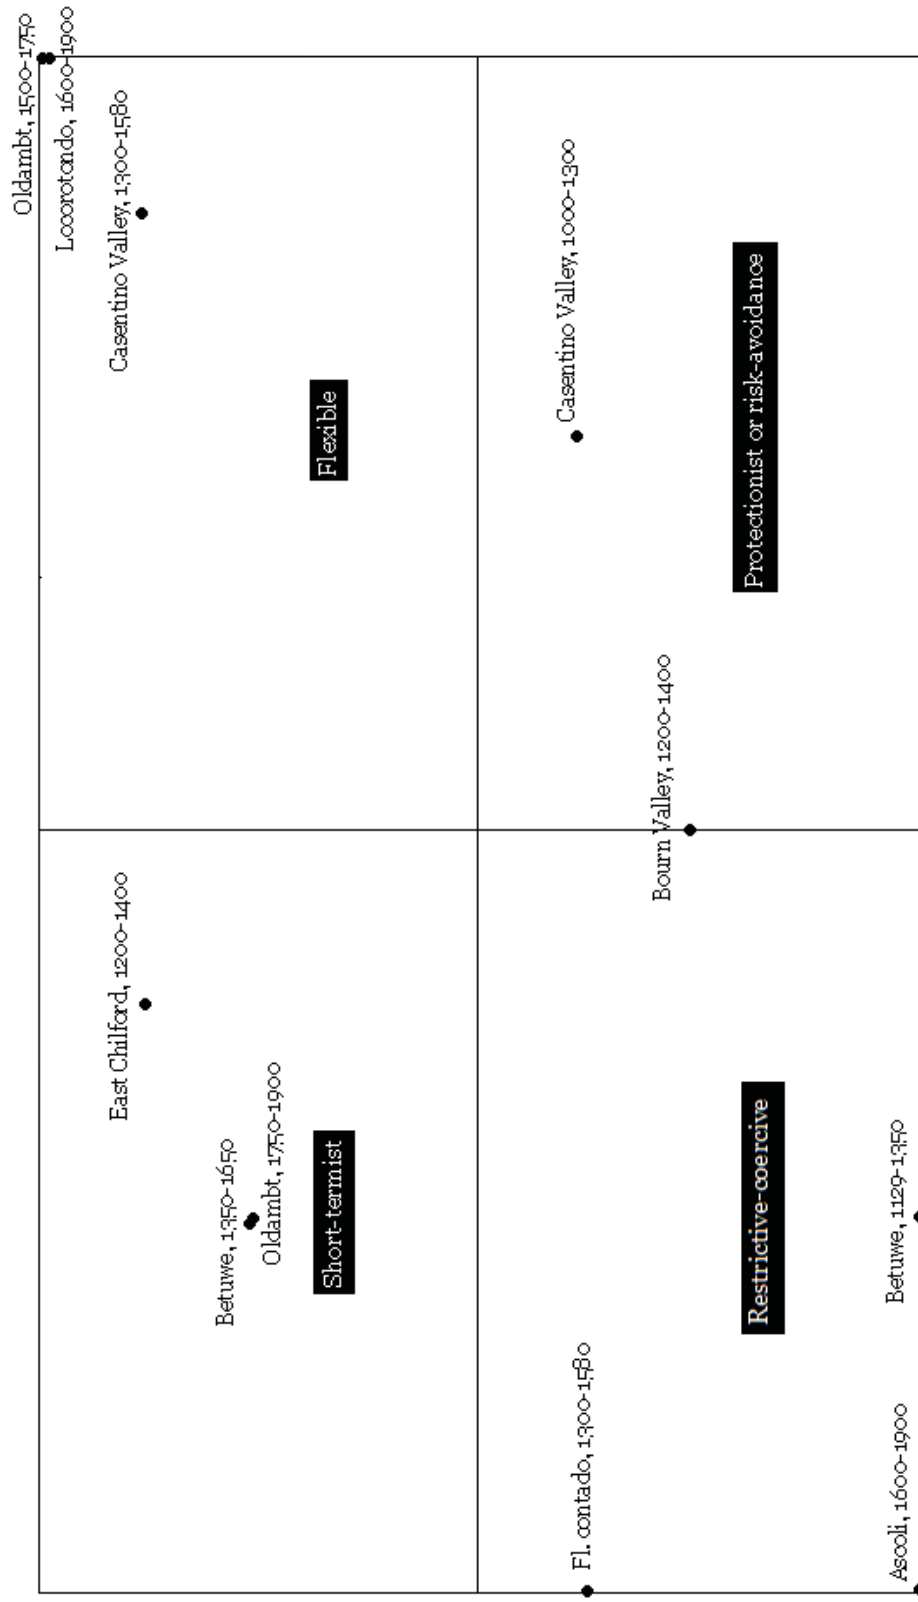 Oldambt, 1500-1750
Locorotondo, 1600-1900
Casentino Valley, 1300-1580
East Chilford, 1200-1400
Betuwe, 1350-1650
Oldambt, 1750-1900
Short-termist
Flexible
Casentino Valley, 1000-1300
Fl. contado, 1300-1580
Bourn Valley, 1200-1400
Restrictive-coercive
Protectionist or risk-avoidance
Ascoli, 1600-1900
Betuwe, 1129-1350